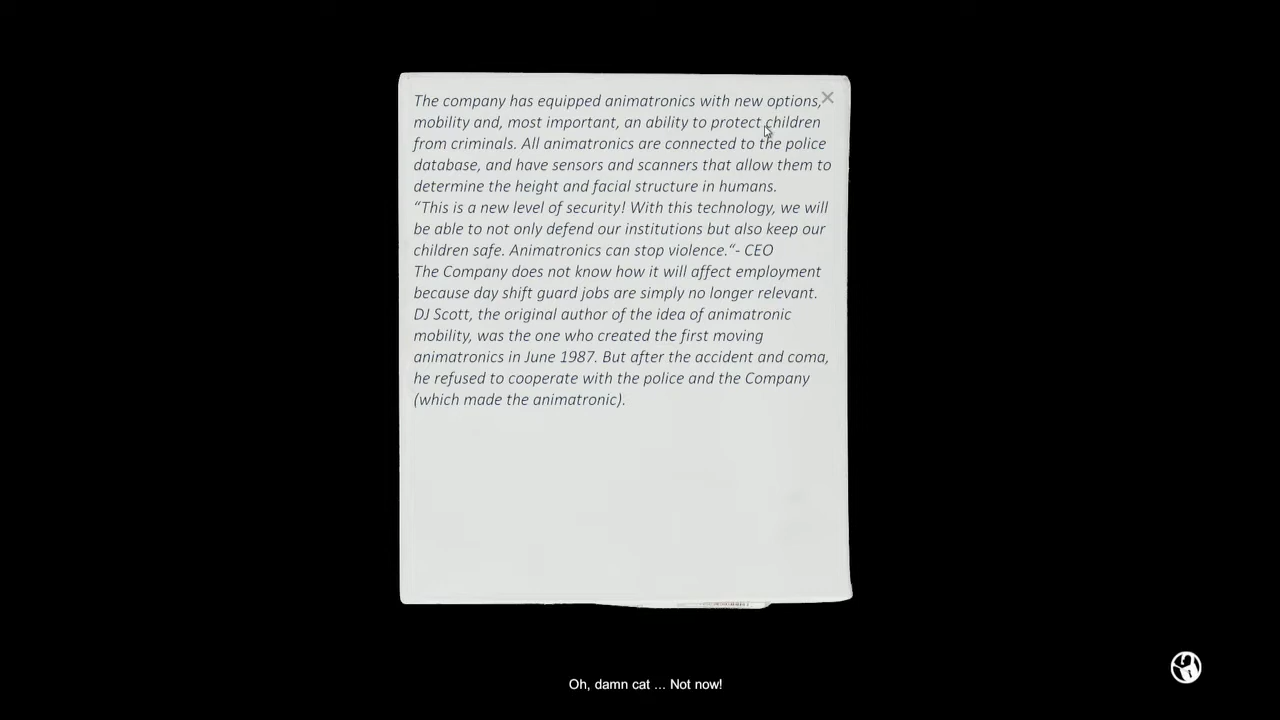 The company has equipped animatronics with new options,
mobility and, most important, an ability to protect children
from criminals. All animatronics are connected to the police
database, and have sensors and scanners that allow them to
determine the height and facial structure in humans.
“This is a new level of security! With this technology, we will
be able to not only defend our institutions but also keep our
children safe. Animatronics can stop violence.“- CEO
The Company does not know how it will affect employment
because day shift guard jobs are simply no longer relevant.
DJ Scott, the original author of the idea of animatronic
mobility, was the one who created the first moving
animatronics in June 1987. But after the accident and coma,
he refused to cooperate with the police and the Company
(which made the animatronic).
Oh, damn cat ... Not now!